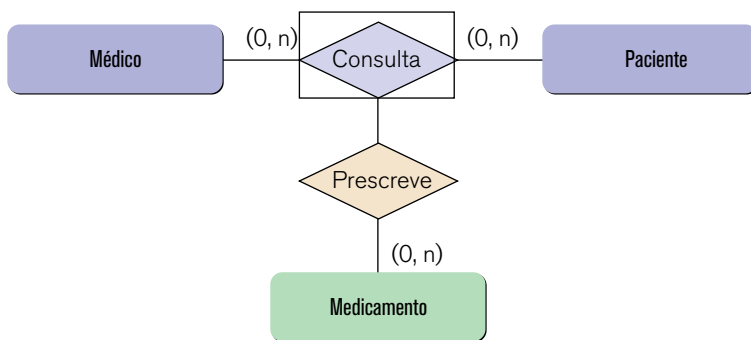 (0, n)
(0, n)
Médico
Consulta
Paciente
Prescreve
(0, n)
Medicamento